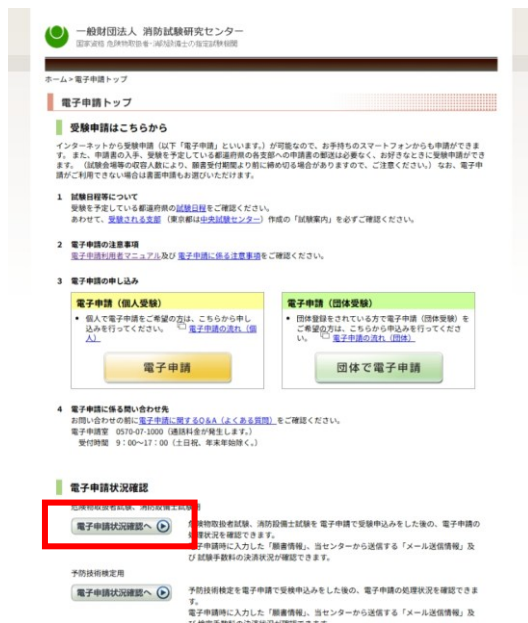 一般財団法人 消防試験研究センター
国家資格 危険物取扱者・消防設備士の指定試験機関
ホーム > 電子申請トップ
電子申請トップ
受験申請はこちらから
インターネットから受験申請（以下「電子申請」といいます。）が可能なので、お手持ちのスマートフォンからも申請ができま
す。また、申請書の入手、受験を予定している都道府県の各支部への申請書の郵送は必要なく、お好きなときに受験申請ができ
ます。（試験会場等の収容人数により、願書受付期間より前に締め切る場合がありますので、ご注意ください。）なお、電子申
請がご利用できない場合は書面申請もお選びいただけます。
1 試験日程等について
受験を予定している都道府県の試験日程をご確認ください。
あわせて、受験される支部（東京都は中央試験センター）作成の「試験案内」を必ずご確認ください。
2 電子申請の注意事項
電子申請利用者マニュアル及び 電子申請に係る注意事項をご確認ください。
3 電子申請の申し込み
電子申請（個人受験）
• 個人で電子申請をご希望の方は、こちらから申し
込みを行ってください。 電子申請の流れ（個
人）
電子申請
電子申請（団体受験）
• 団体登録をされている方で電子申請（団体受験）を
ご希望の方は、こちらから申込みを行ってくださ
い。 電子申請の流れ（団体）
団体で電子申請
4 電子申請に係る問い合わせ先
お問い合わせの前に電子申請に関するQ&A（よくある質問）をご確認ください。
電子申請室 0570-07-1000（通話料金が発生します。）
受付時間 9：00～17：00（土日祝、年末年始除く。）
電子申請状況確認
危険物取扱者試験、消防設備士試験用
電子申請状況確認へ
危険物取扱者試験、消防設備士試験を 電子申請で受験申込みをした後の、電子申請の
処理状況を確認できます。
電子申請時に入力した「願書情報」、当センターから送信する「メール送信情報」及
び 試験手数料の決済状況が確認できます。
予防技術検定用
電子申請状況確認へ
予防技術検定を電子申請で受検申込みをした後の、電子申請の処理状況を確認できま
す。
電子申請時に入力した「願書情報」、当センターから送信する「メール送信情報」及
び 検定手数料の決済状況が確認できます。